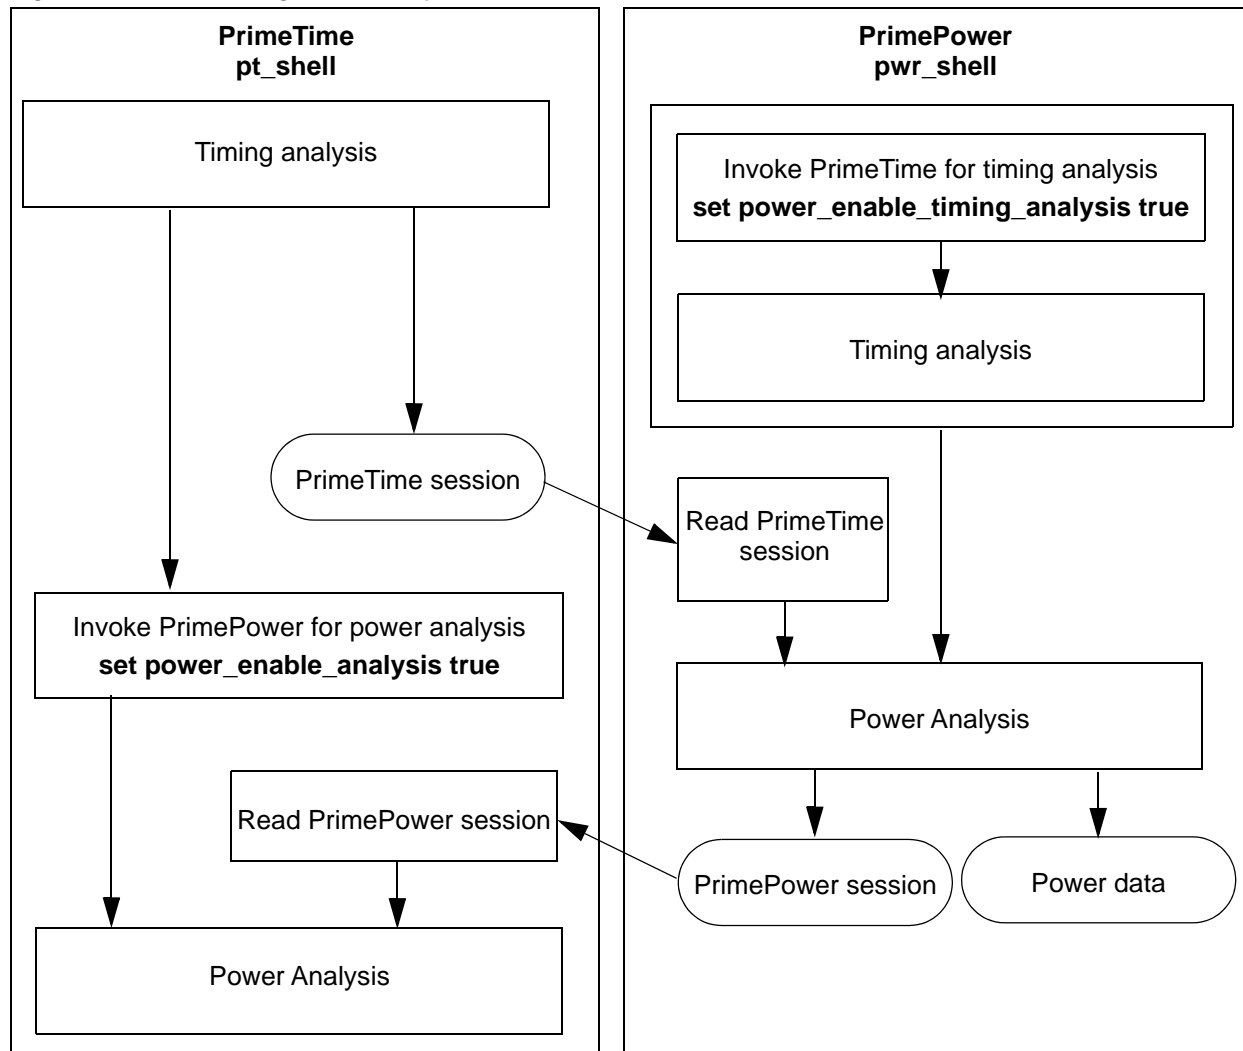 PrimeTime
pt_shell
Timing analysis
PrimeTime session
Invoke PrimePower for power analysis
set power_enable_analysis true
Read PrimePower session
Power Analysis
PrimePower
pwr_shell
Invoke PrimeTime for timing analysis
set power_enable_timing_analysis true
Timing analysis
Read PrimeTime
session
Power Analysis
PrimePower session
Power data